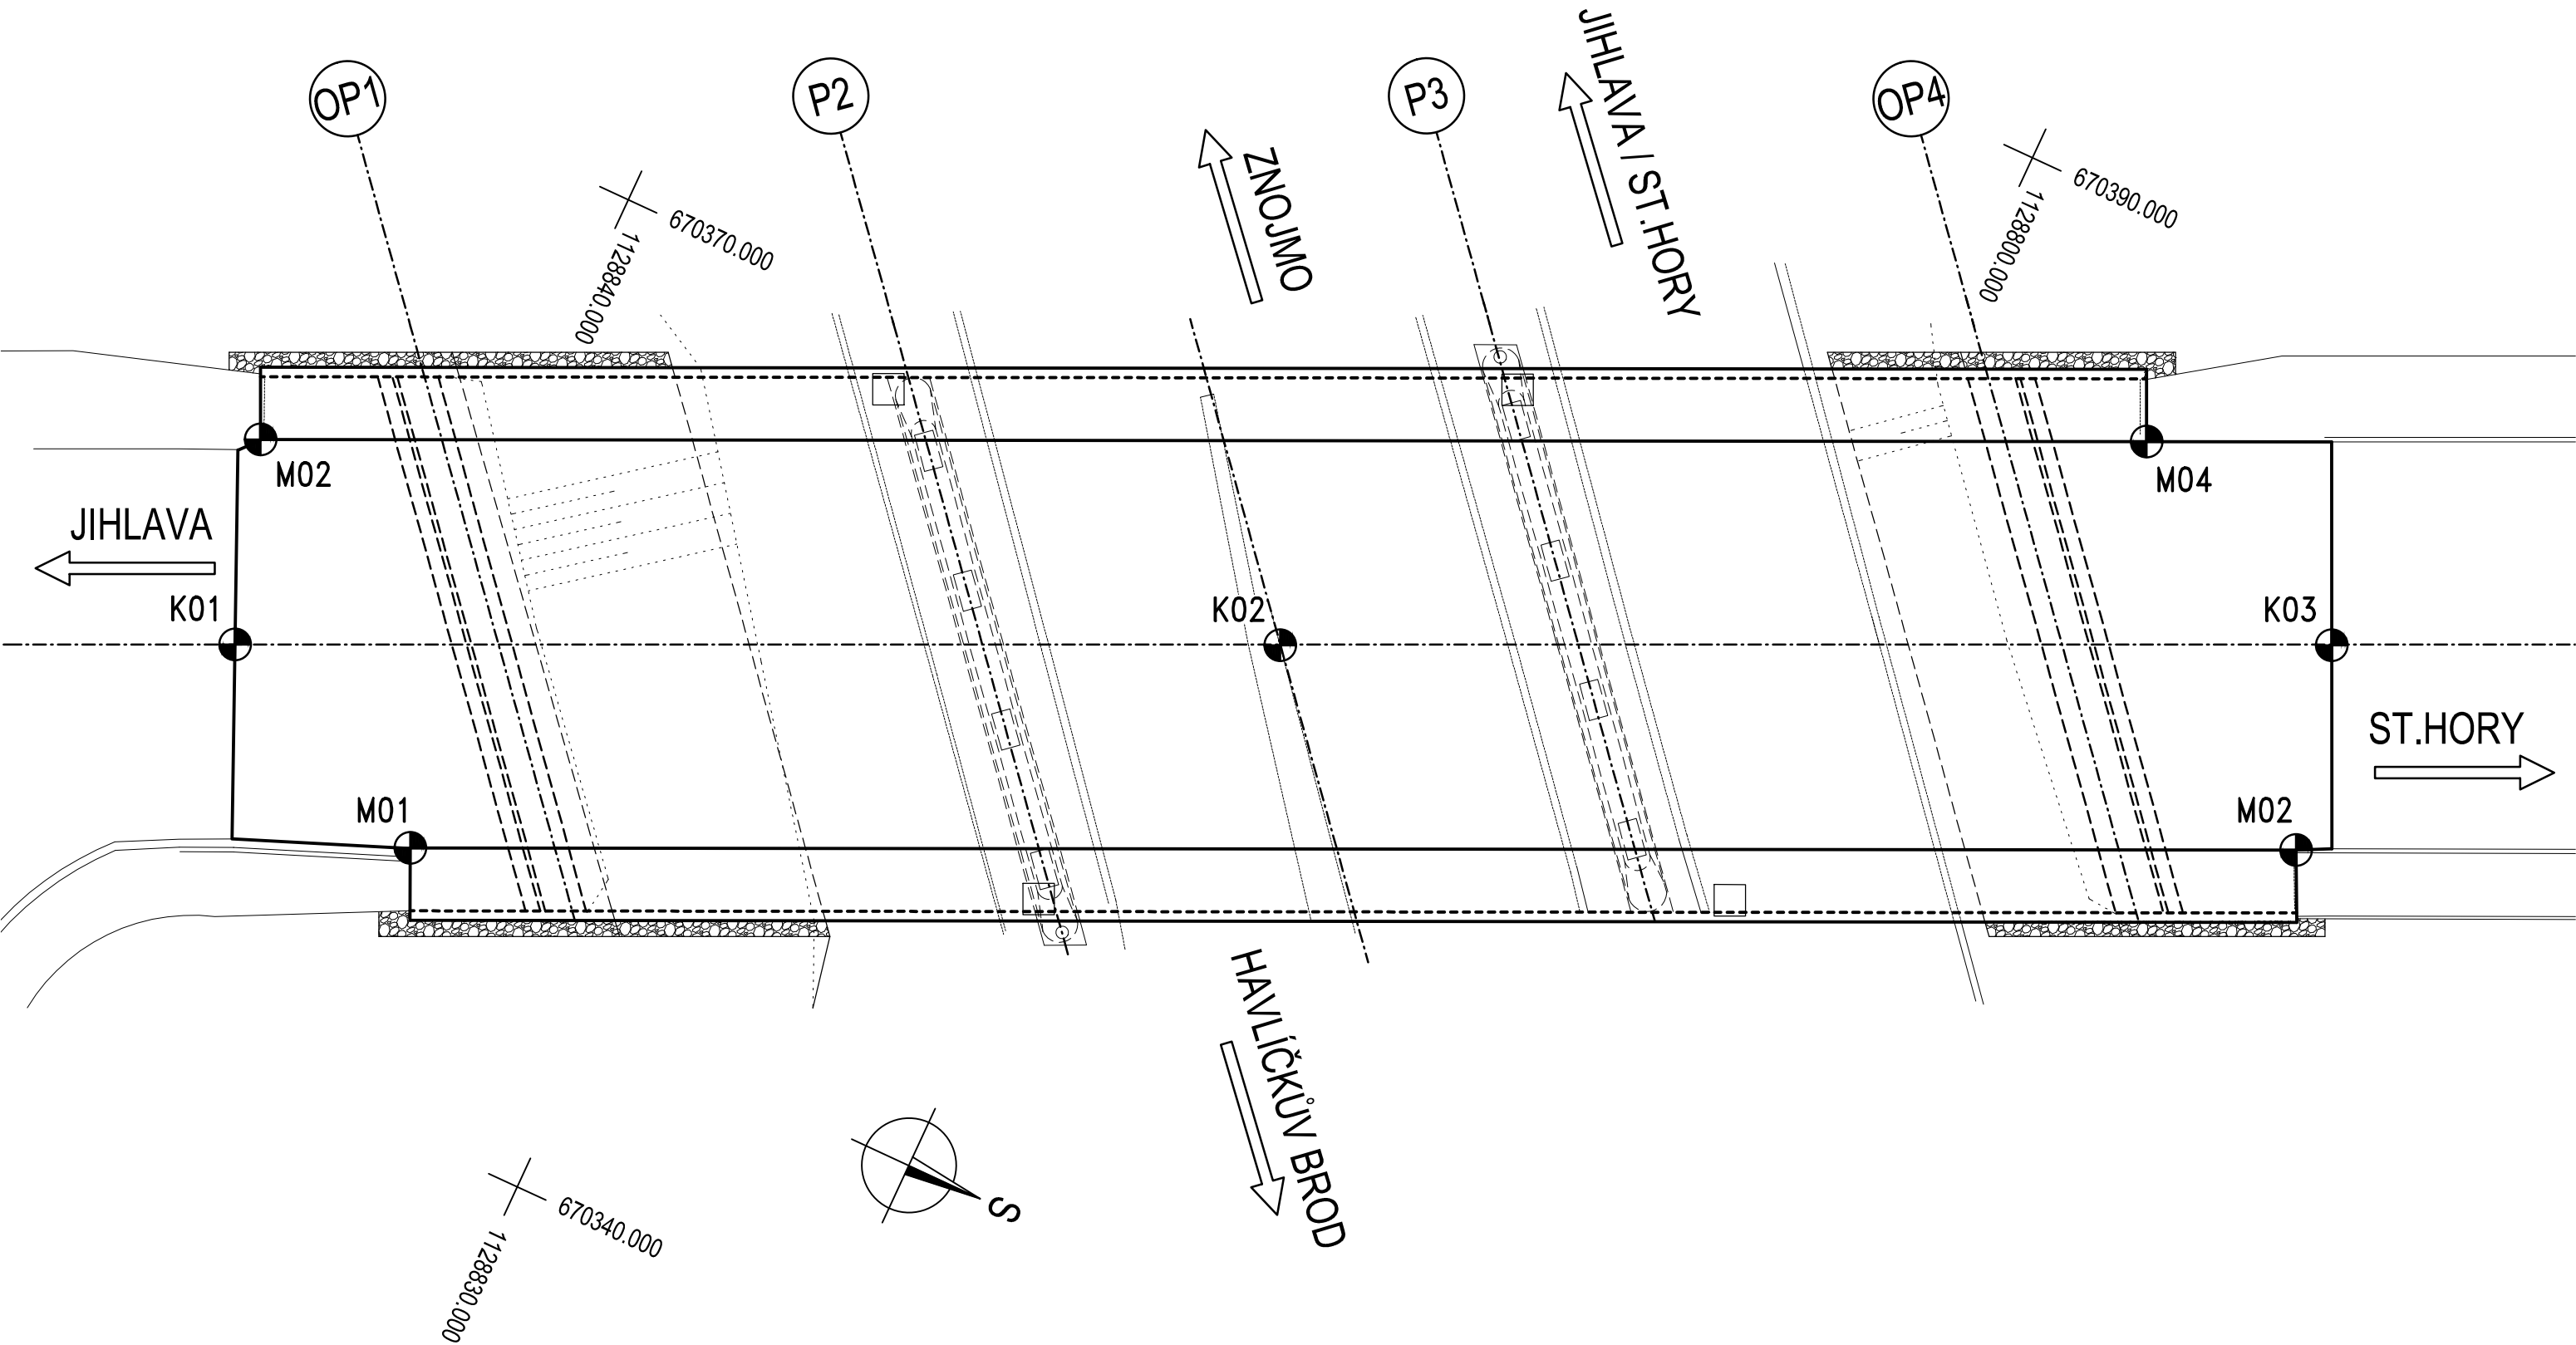 OP1
P2
P3
OP4
JIHLAVA / ST.HORY
ZNOJMO
670370.000
1128840.000
670390.000
1128800.000
M02
M04
JIHLAVA
K01
K02
K03
ST.HORY
M01
M02
HAVLÍČKŮV BROD
S
670340.000
1128830.000